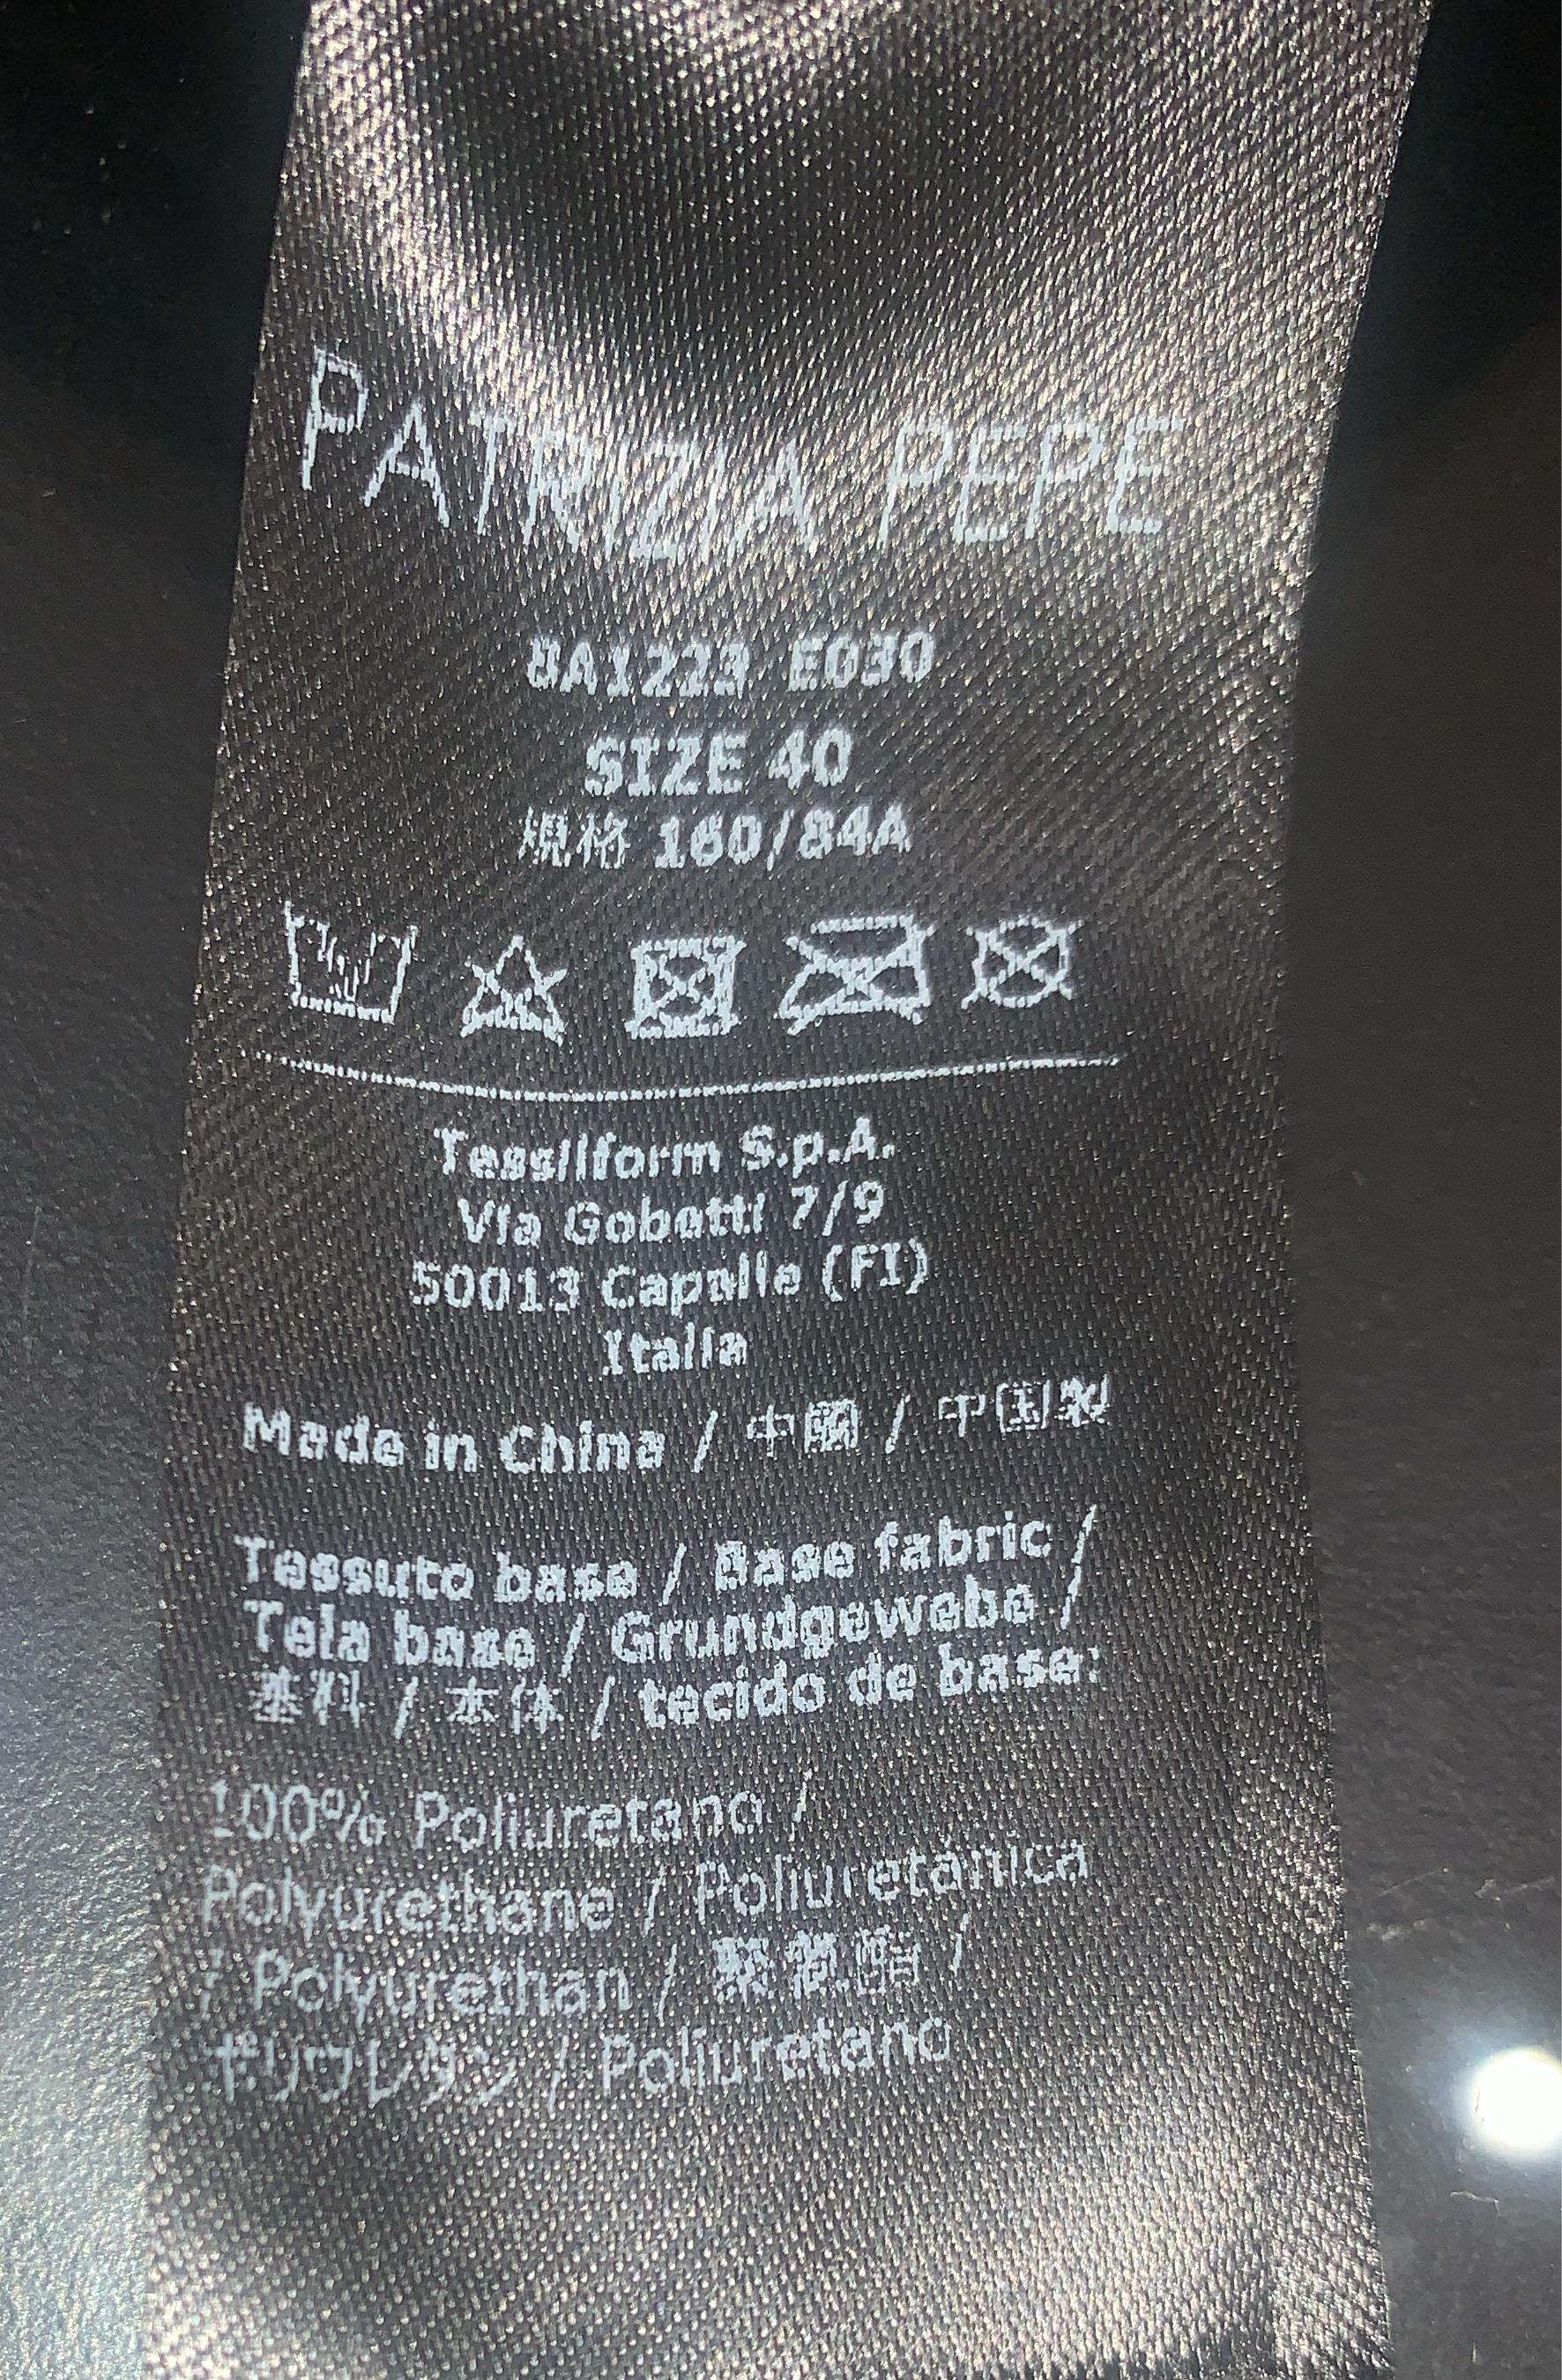 PATRIZIA PEPE
8A1223 E030
SIZE 40
規格 160/84A
Tessilform S.p.A.
Via Gobetti 7/9
50013 Capalle (FI)
Italia
Made in China / 中國 / 中国製
Tessuto base / Base fabric /
Tela base / Grundgewebe /
基料 / 本体 / tecido de base:
100% Poliuretano /
Polyurethane / Poliuretánica
/ Polyurethan / 聚氨酯 /
ポリウレタン / Poliuretano